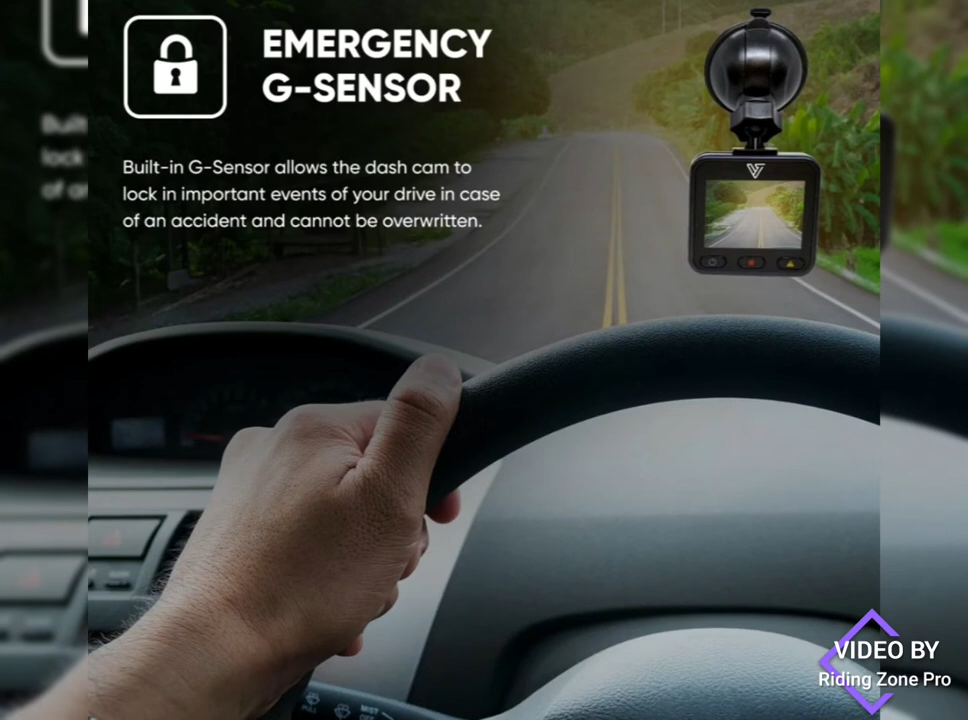 EMERGENCY
G-SENSOR
Built-in G-Sensor allows the dash cam to
lock in important events of your drive in case
of an accident and cannot be overwritten.
MIST
VIDEO BY
Riding Zone Pro